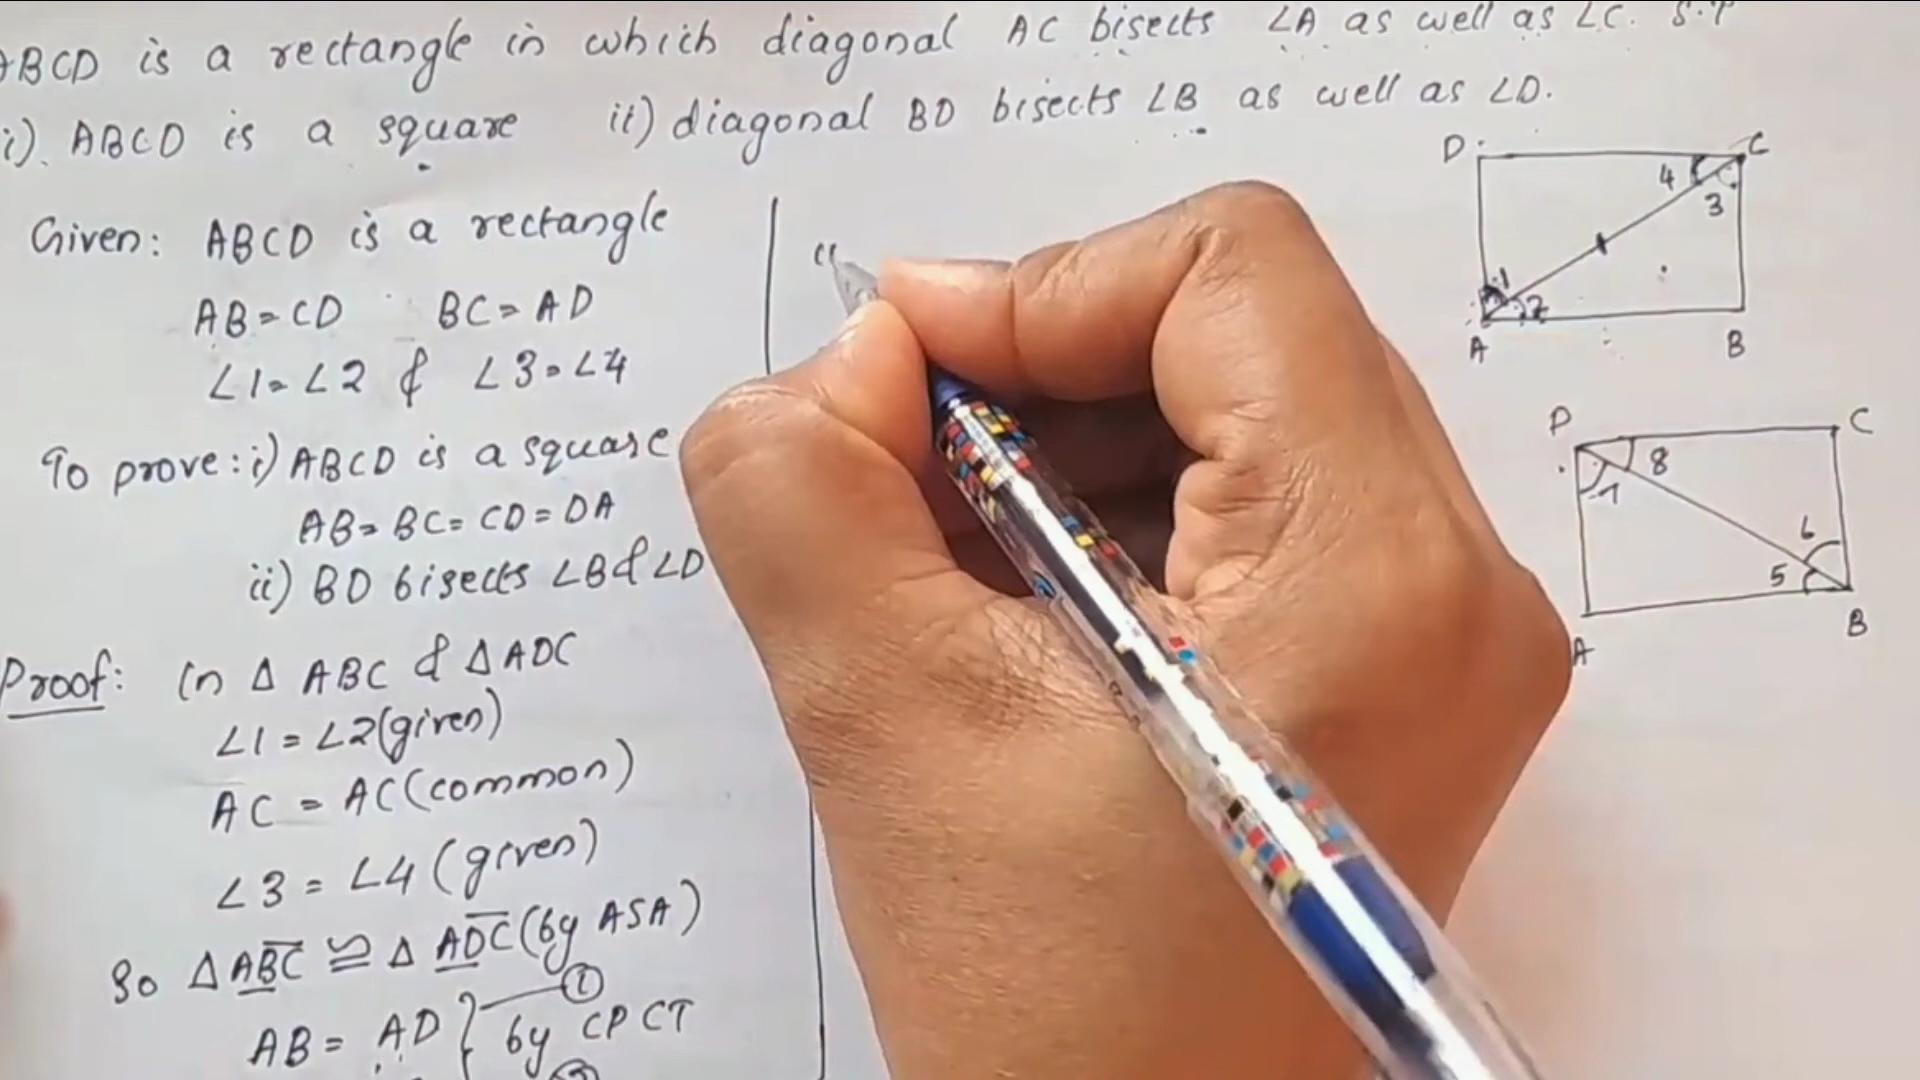 ABCD is a rectangle in which diagonal AC bisects ∠A as well as ∠C. S.T
i). ABCD is a square ii) diagonal BD bisects ∠B as well as ∠D.
Given: ABCD is a rectangle
AB = CD BC = AD
∠1 = ∠2 & ∠3 = ∠4
To prove: i) ABCD is a square
AB = BC = CD = DA
ii) BD bisects ∠B & ∠D
Proof: In Δ ABC & Δ ADC
∠1 = ∠2 (given)
AC = AC (common)
∠3 = ∠4 (given)
So Δ ABC ≅ Δ ADC (by ASA)
AB = AD } by CPCT
①
②
D C
4
3
1 2
A B
D C
8
7
6
5
B
A